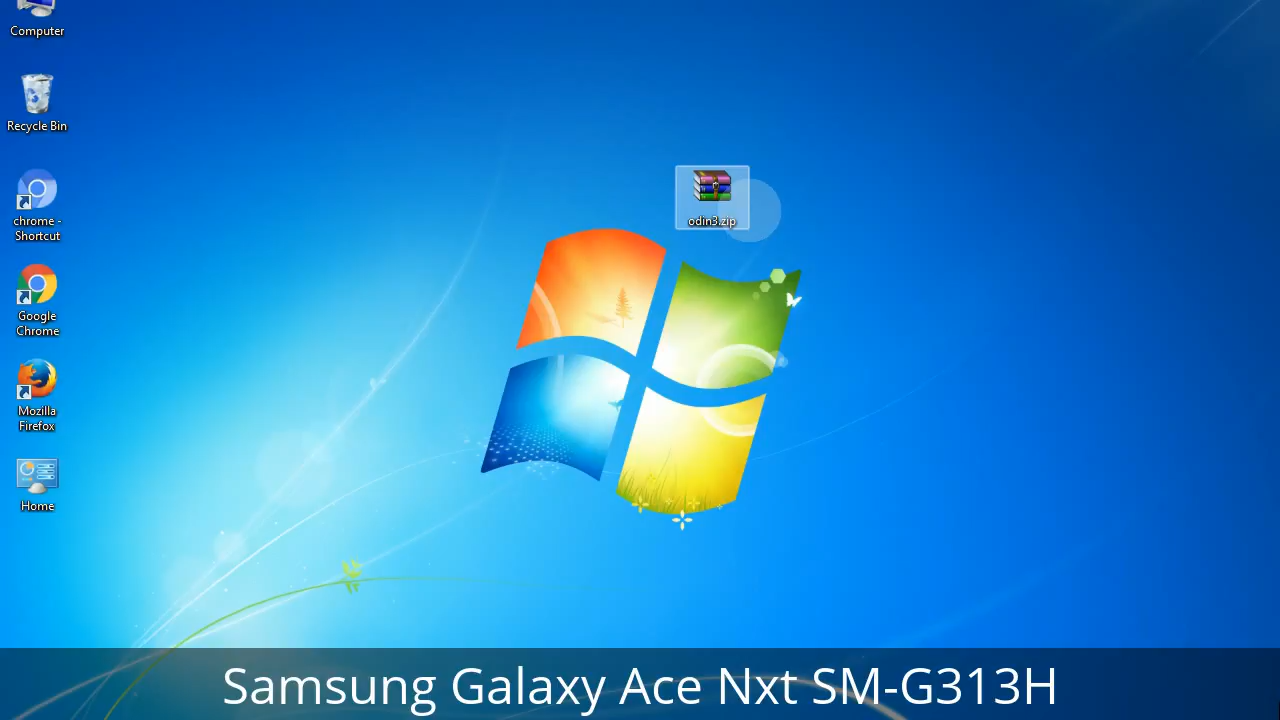 Computer
Recycle Bin
chrome -
Shortcut
Google
Chrome
Mozilla
Firefox
Home
odin3.zip
Samsung Galaxy Ace Nxt SM-G313H